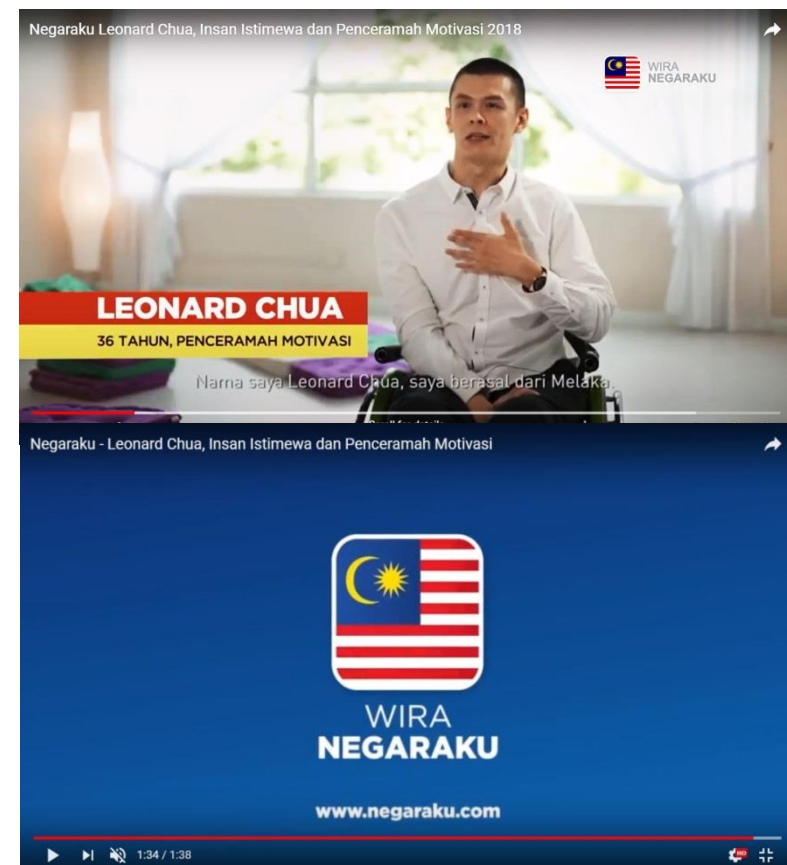 Negaraku Leonard Chua, Insan Istimewa dan Penceramah Motivasi 2018
WIRA
NEGARAKU
LEONARD CHUA
36 TAHUN, PENCERAMAH MOTIVASI
Nama saya Leonard Chua, saya berasal dari Melaka.
Negaraku - Leonard Chua, Insan Istimewa dan Penceramah Motivasi
WIRA
NEGARAKU
www.negaraku.com
1:34 / 1:38
HD